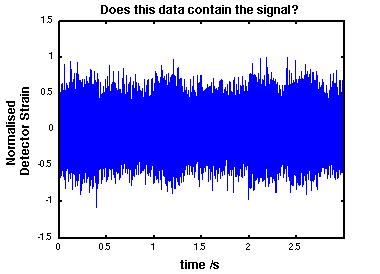 Does this data contain the signal?
1.5
1
0.5
0
-0.5
-1
-1.5
Normalised
Detector Strain
0 0.5 1 1.5 2 2.5
time /s